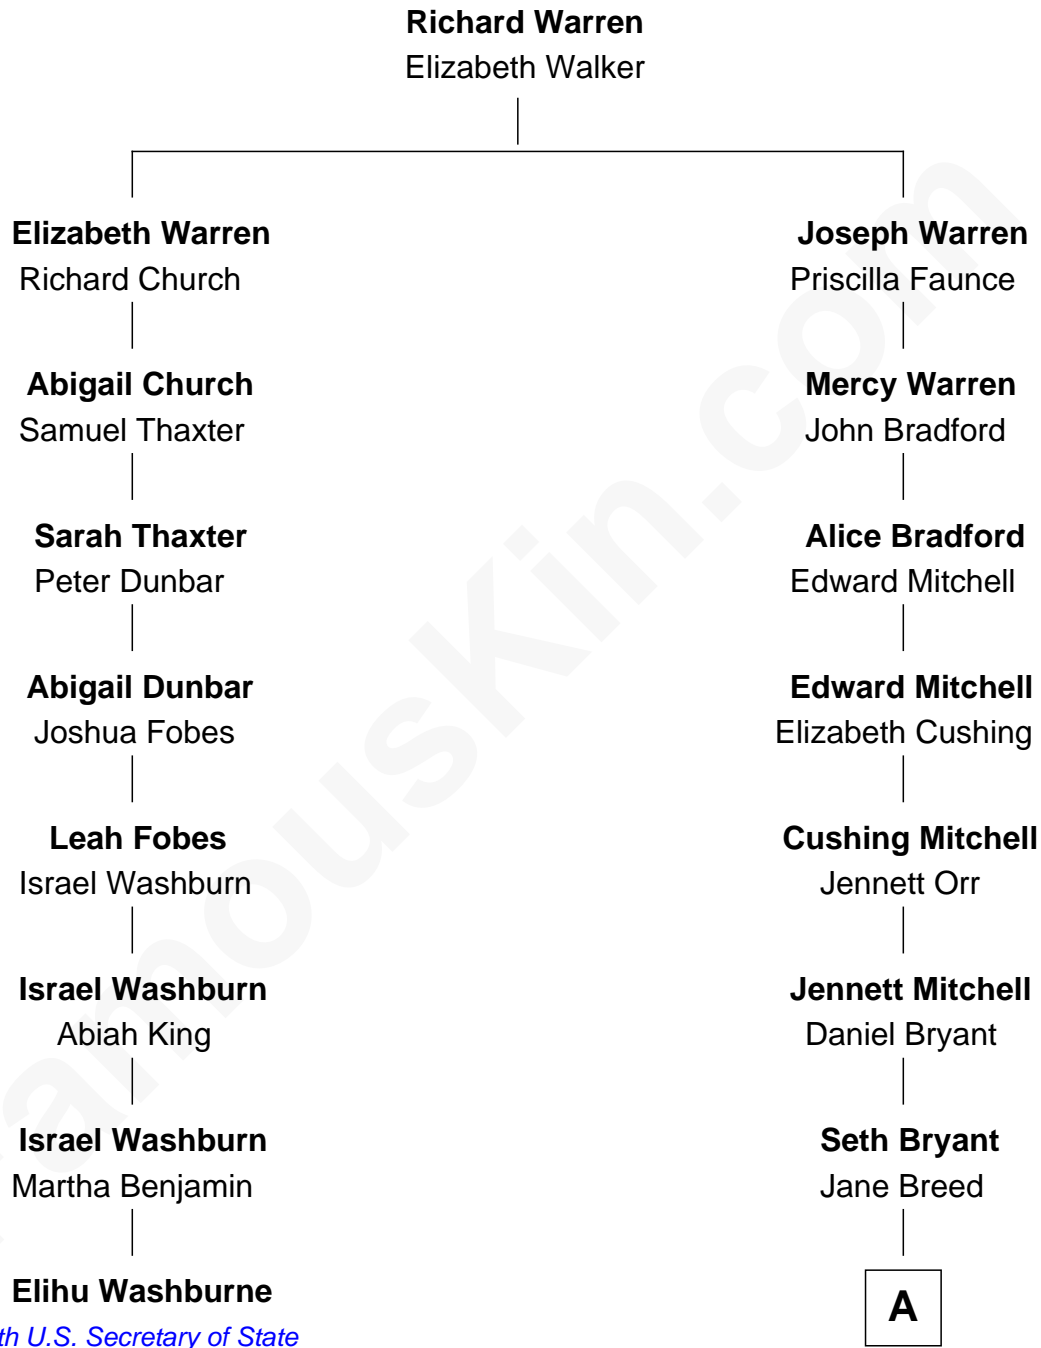 Richard Warren
Elizabeth Walker
Elizabeth Warren
Richard Church
Abigail Church
Samuel Thaxter
Sarah Thaxter
Peter Dunbar
Abigail Dunbar
Joshua Fobes
Leah Fobes
Israel Washburn
Israel Washburn
Abiah King
Israel Washburn
Martha Benjamin
Elihu Washburne
th U.S. Secretary of State
Joseph Warren
Priscilla Faunce
Mercy Warren
John Bradford
Alice Bradford
Edward Mitchell
Edward Mitchell
Elizabeth Cushing
Cushing Mitchell
Jennett Orr
Jennett Mitchell
Daniel Bryant
Seth Bryant
Jane Breed
A
FamousKin.com